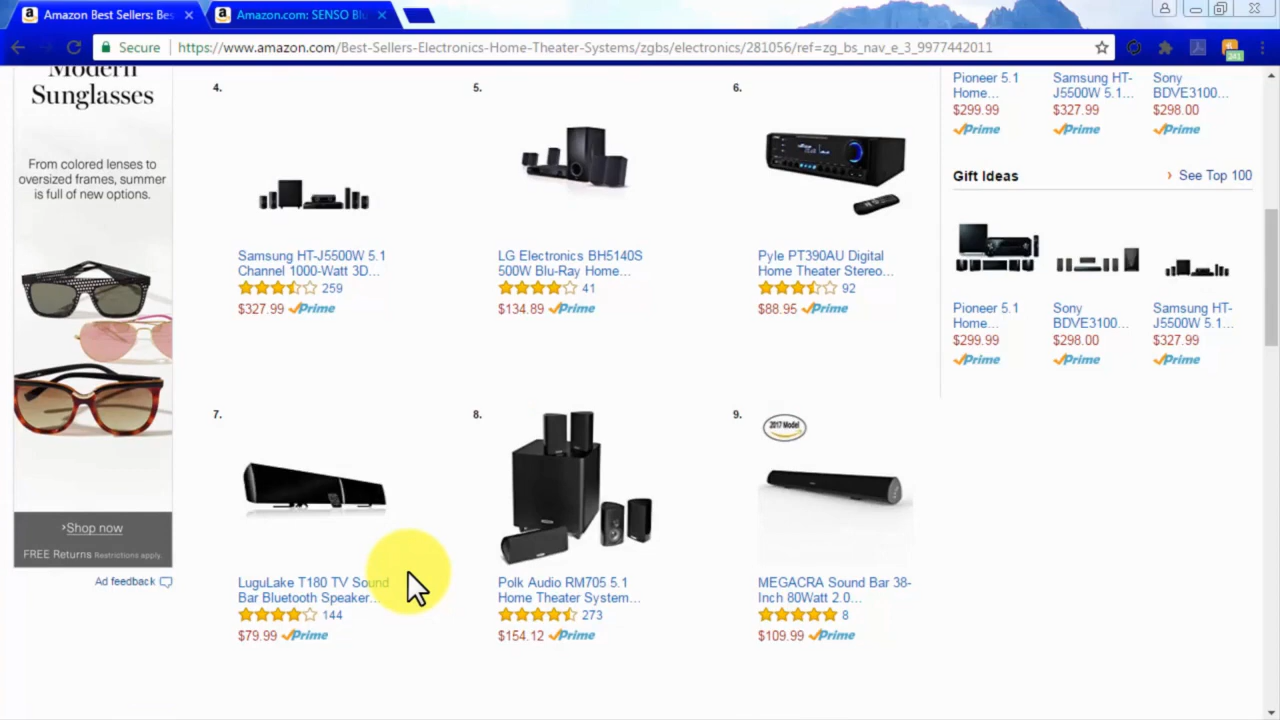 Amazon Best Sellers: Bes
Amazon.com: SENSO Blu
Secure
https://www.amazon.com/Best-Sellers-Electronics-Home-Theater-Systems/zgbs/electronics/281056/ref=zg_bs_nav_e_3_9977442011
241
Modern
Sunglasses
From colored lenses to
oversized frames, summer
is full of new options.
›Shop now
FREE Returns Restrictions apply.
Ad feedback
4.
Samsung HT-J5500W 5.1
Channel 1000-Watt 3D...
259
$327.99 Prime
5.
LG Electronics BH5140S
500W Blu-Ray Home...
41
$134.89 Prime
6.
Pyle PT390AU Digital
Home Theater Stereo...
92
$88.95 Prime
7.
LuguLake T180 TV Sound
Bar Bluetooth Speaker...
144
$79.99 Prime
8.
Polk Audio RM705 5.1
Home Theater System...
273
$154.12 Prime
9.
2017 Model
MEGACRA Sound Bar 38-
Inch 80Watt 2.0...
8
$109.99 Prime
Pioneer 5.1
Home...
$299.99
Prime
Samsung HT-
J5500W 5.1...
$327.99
Prime
Sony
BDVE3100...
$298.00
Prime
Gift Ideas
› See Top 100
Pioneer 5.1
Home...
$299.99
Prime
Sony
BDVE3100...
$298.00
Prime
Samsung HT-
J5500W 5.1...
$327.99
Prime